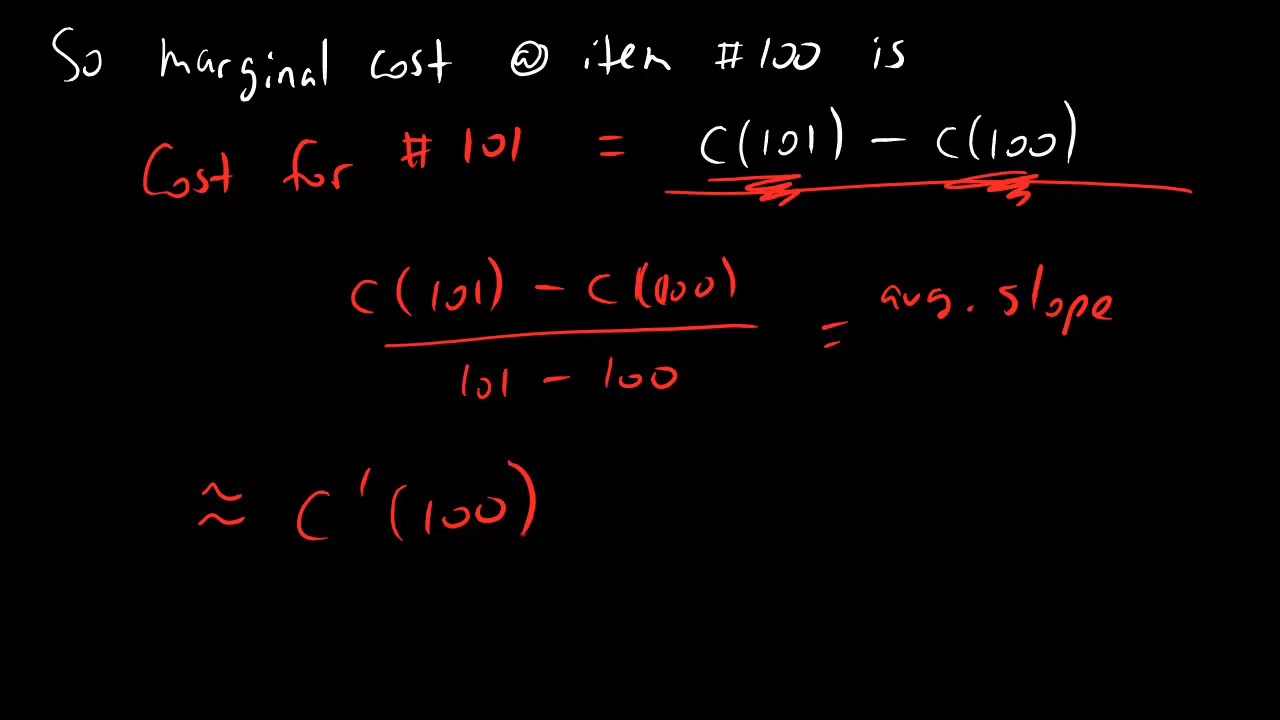 So marginal cost @ item #100 is
Cost for #101 = C(101) - C(100)
C(101) - C(100)
= avg. slope
101 - 100
≈ C'(100)